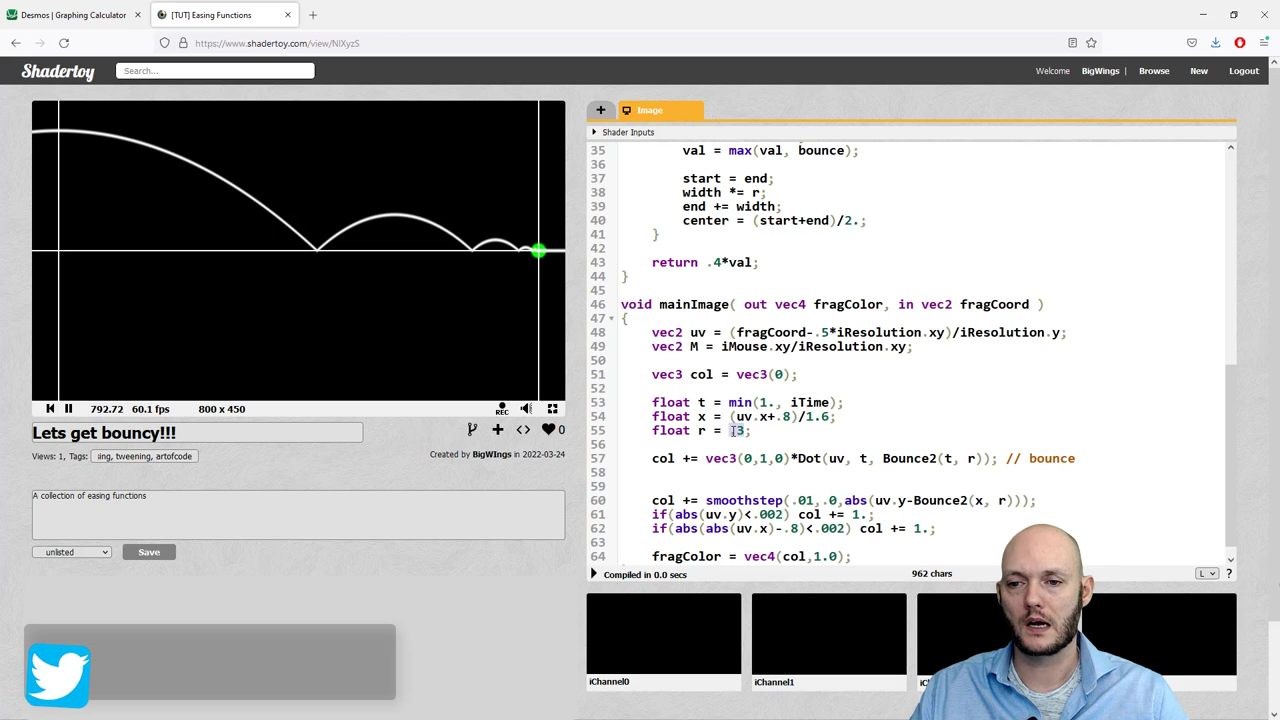 Desmos | Graphing Calculator
[TUT] Easing Functions
https://www.shadertoy.com/view/NlXyzS
Shadertoy
Search...
Welcome BigWings | Browse New Logout
Image
Shader Inputs
35 val = max(val, bounce);
36
37 start = end;
38 width *= r;
39 end += width;
40 center = (start+end)/2.;
41 }
42
43 return .4*val;
44 }
45
46 void mainImage( out vec4 fragColor, in vec2 fragCoord )
47 {
48 vec2 uv = (fragCoord-.5*iResolution.xy)/iResolution.y;
49 vec2 M = iMouse.xy/iResolution.xy;
50
51 vec3 col = vec3(0);
52
53 float t = min(1., iTime);
54 float x = (uv.x+.8)/1.6;
55 float r = .3;
56
57 col += vec3(0,1,0)*Dot(uv, t, Bounce2(t, r)); // bounce
58
59
60 col += smoothstep(.01,.0,abs(uv.y-Bounce2(x, r)));
61 if(abs(uv.y)<.002) col += 1.;
62 if(abs(abs(uv.x)-.8)<.002) col += 1.;
63
64 fragColor = vec4(col,1.0);
792.72 60.1 fps 800 x 450
REC
Lets get bouncy!!!
0
Views: 1, Tags: ing, tweening, artofcode
Created by BigWIngs in 2022-03-24
A collection of easing functions
unlisted
Save
Compiled in 0.0 secs
962 chars
L
?
iChannel0
iChannel1